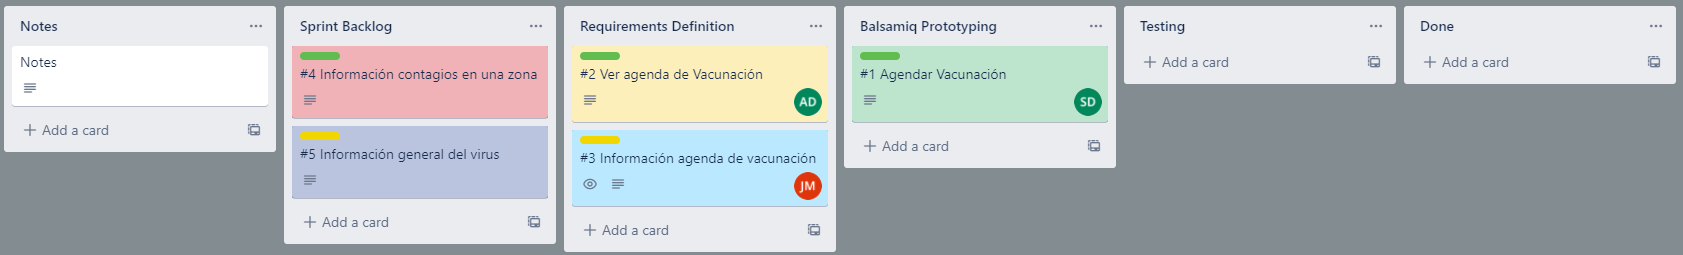 Notes
Notes
Add a card
Sprint Backlog
#4 Información contagios en una zona
#5 Información general del virus
Add a card
Requirements Definition
#2 Ver agenda de Vacunación
AD
#3 Información agenda de vacunación
JM
Add a card
Balsamiq Prototyping
#1 Agendar Vacunación
SD
Add a card
Testing
Add a card
Done
Add a card